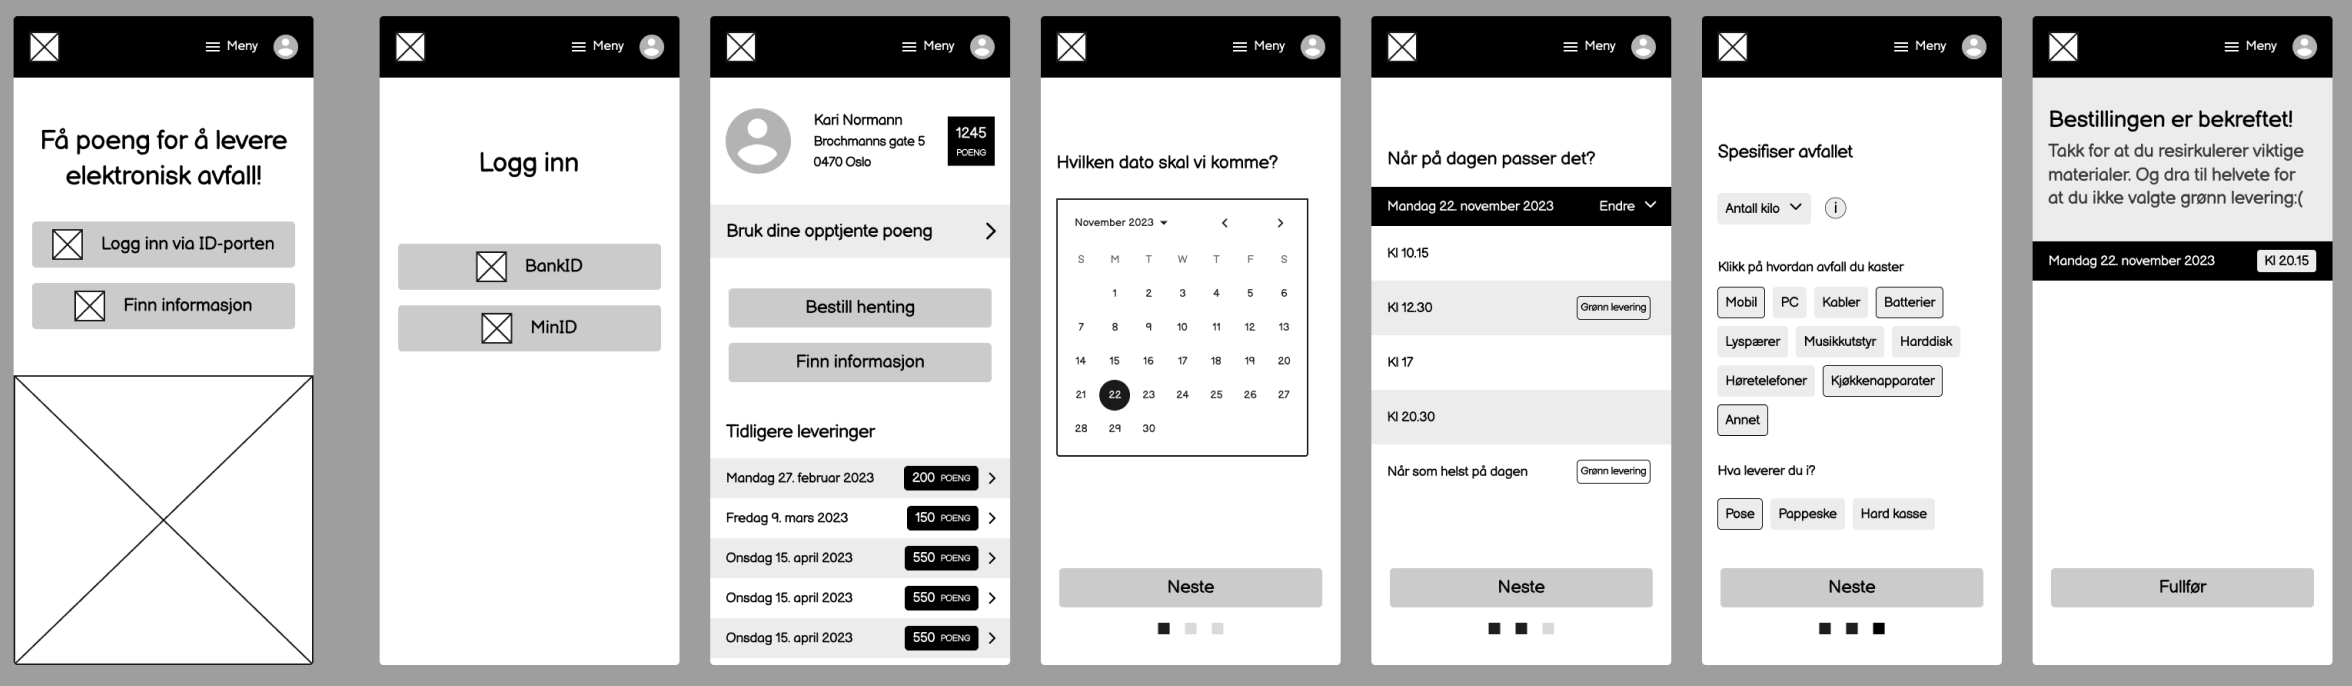 Meny
Få poeng for å levere
elektronisk avfall!
Logg inn via ID-porten
Finn informasjon
Meny
Logg inn
BankID
MinID
Meny
Kari Normann
Brochmanns gate 5
0470 Oslo
1245
POENG
Bruk dine opptjente poeng
Bestill henting
Finn informasjon
Tidligere leveringer
Mandag 27. februar 2023 200 POENG
Fredag 9. mars 2023 150 POENG
Onsdag 15. april 2023 550 POENG
Onsdag 15. april 2023 550 POENG
Onsdag 15. april 2023 550 POENG
Meny
Hvilken dato skal vi komme?
November 2023
S M T W T F S
1 2 3 4 5 6
7 8 9 10 11 12 13
14 15 16 17 18 19 20
21 22 23 24 25 26 27
28 29 30
Neste
Meny
Når på dagen passer det?
Mandag 22. november 2023 Endre
Kl 10.15
Kl 12.30 Grønn levering
Kl 17
Kl 20.30
Når som helst på dagen Grønn levering
Neste
Meny
Spesifiser avfallet
Antall kilo i
Klikk på hvordan avfall du kaster
Mobil PC Kabler Batterier
Lyspærer Musikkutstyr Harddisk
Høretelefoner Kjøkkenapparater
Annet
Hva leverer du i?
Pose Pappeske Hard kasse
Neste
Meny
Bestillingen er bekreftet!
Takk for at du resirkulerer viktige
materialer. Og dra til helvete for
at du ikke valgte grønn levering:(
Mandag 22. november 2023 Kl 20.15
Fullfør